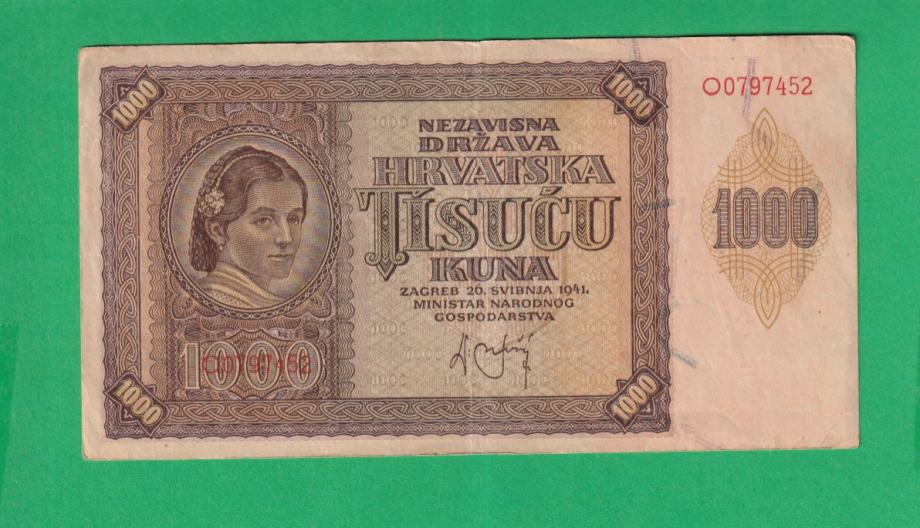 1000
1000
O0797452
NEZAVISNA
DRŽAVA
HRVATSKA
TISUĆU
KUNA
ZAGREB 26. SVIBNJA 1941.
MINISTAR NARODNOG
GOSPODARSTVA
1000
1000
O0797452
1000
1000